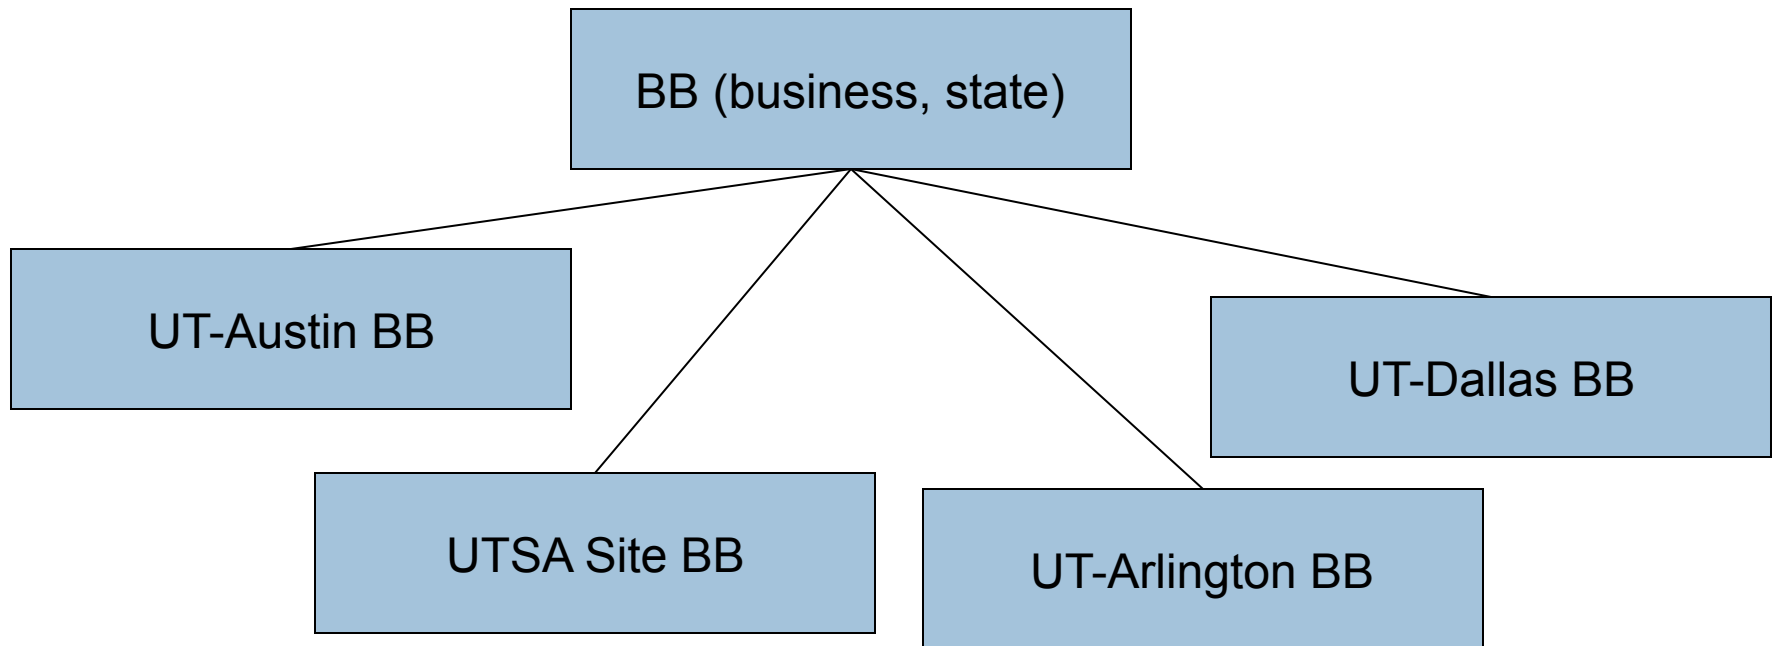 BB (business, state)
UT-Austin BB
UT-Dallas BB
UTSA Site BB
UT-Arlington BB